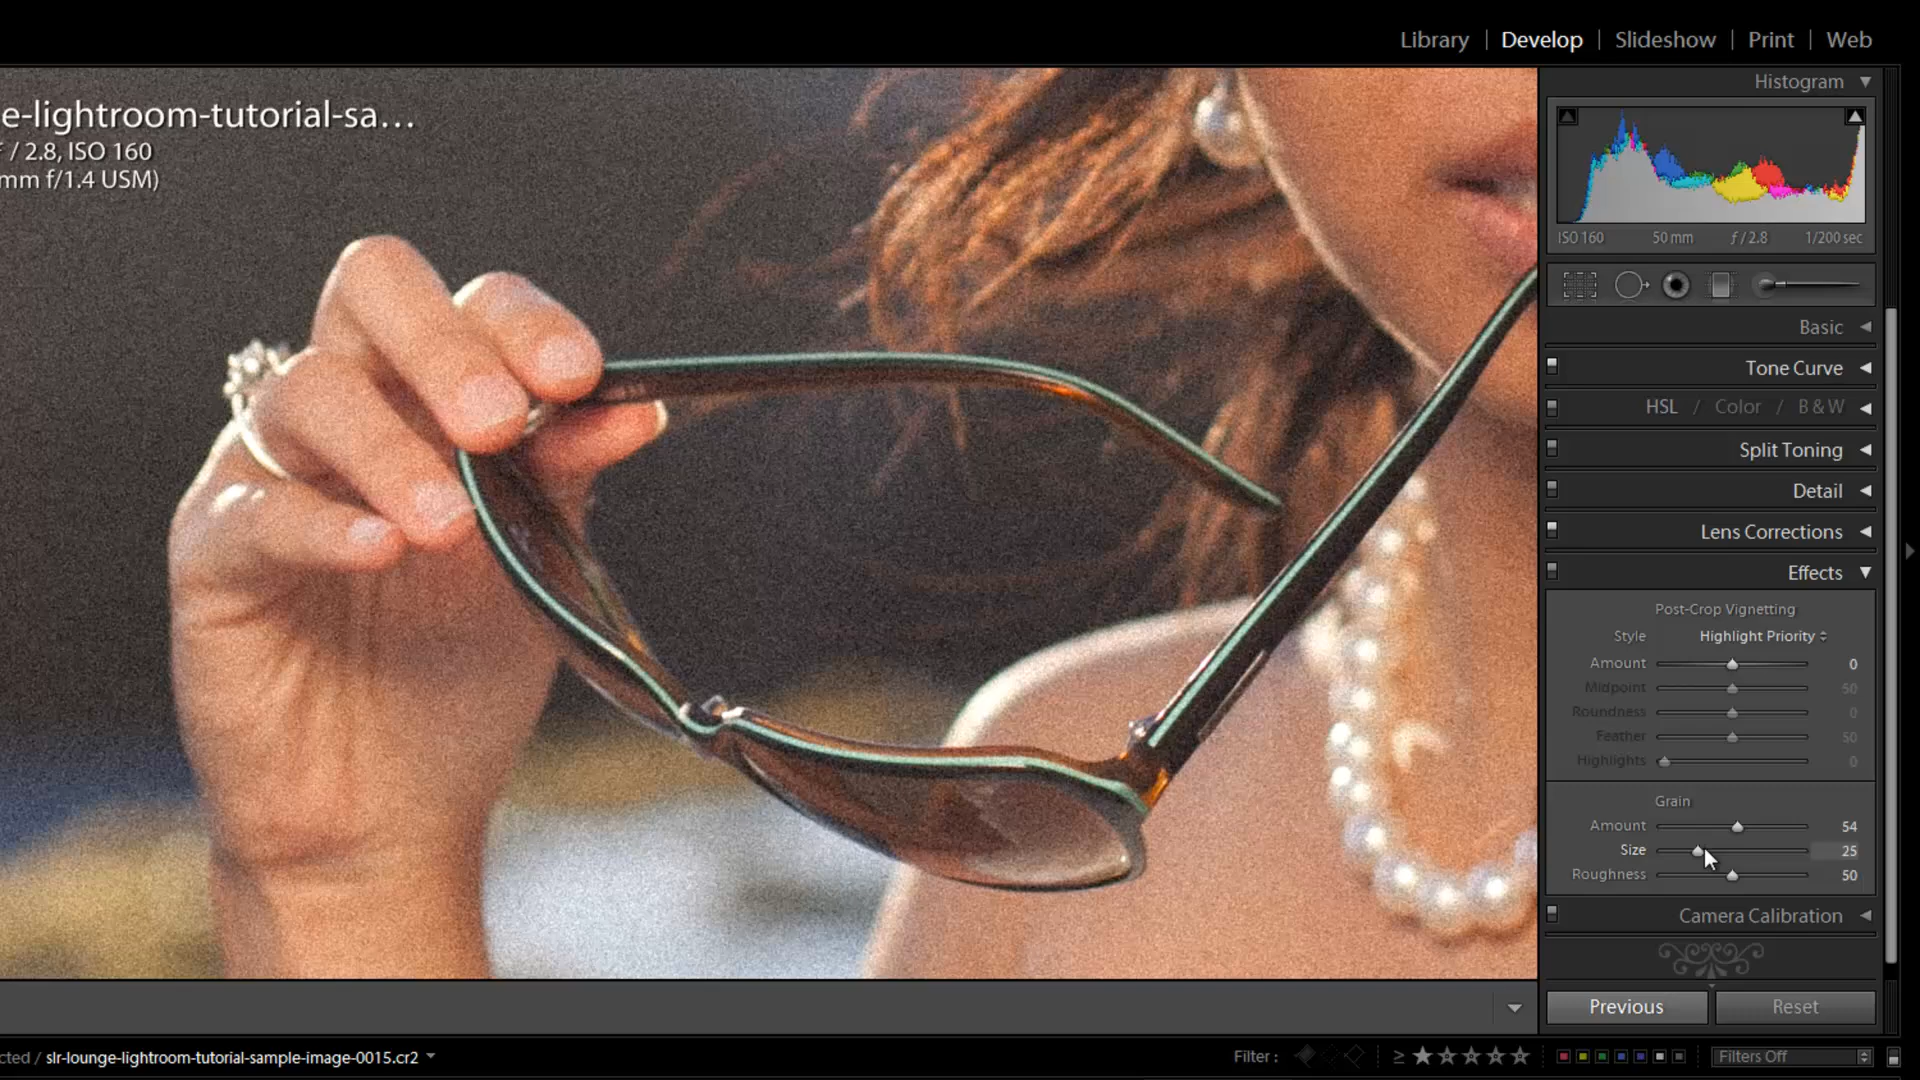 Library | Develop | Slideshow | Print | Web
e-lightroom-tutorial-sa...
f / 2.8, ISO 160
mm f/1.4 USM)
Histogram
ISO 160 50 mm f / 2.8 1/200 sec
Basic
Tone Curve
HSL / Color / B & W
Split Toning
Detail
Lens Corrections
Effects
Post-Crop Vignetting
Style Highlight Priority
Amount 0
Midpoint 50
Roundness 0
Feather 50
Highlights 0
Grain
Amount 54
Size 25
Roughness 50
Camera Calibration
Previous Reset
cted / slr-lounge-lightroom-tutorial-sample-image-0015.cr2
Filter : ≥ Filters Off